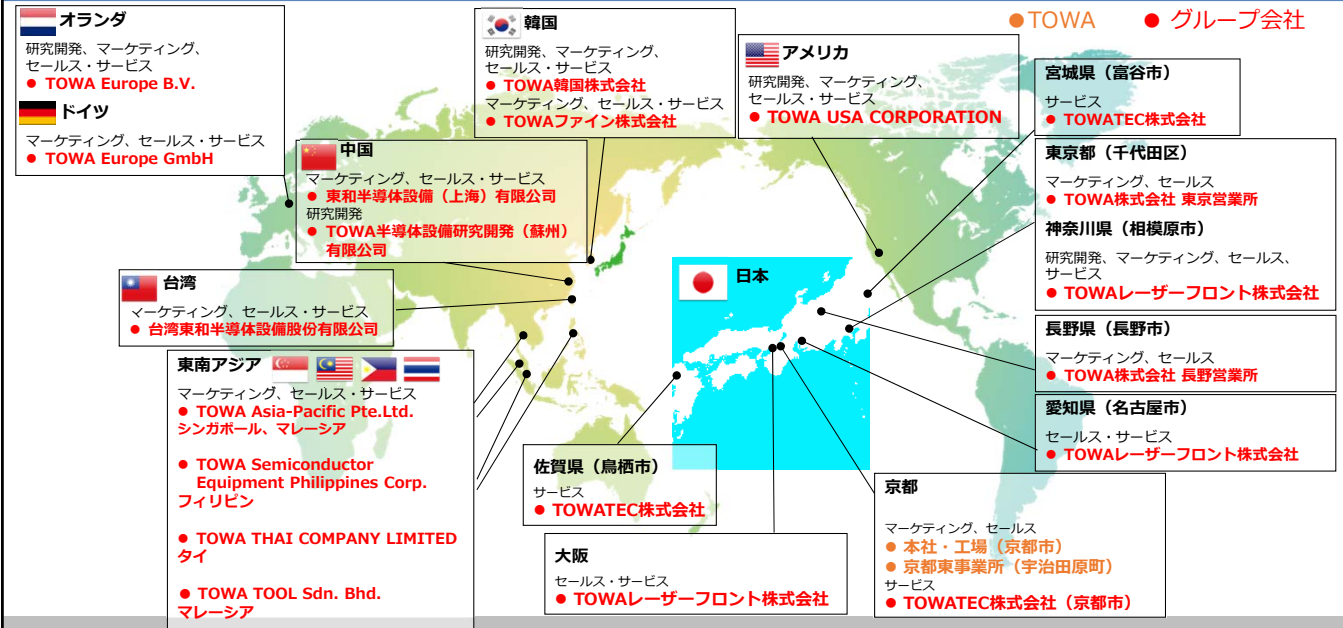 ●TOWA ● グループ会社
オランダ
研究開発、マーケティング、
セールス・サービス
● TOWA Europe B.V.
ドイツ
マーケティング、セールス・サービス
● TOWA Europe GmbH
韓国
研究開発、マーケティング、
セールス・サービス
● TOWA韓国株式会社
マーケティング、セールス・サービス
● TOWAファイン株式会社
アメリカ
研究開発、マーケティング、
セールス・サービス
● TOWA USA CORPORATION
宮城県（富谷市）
サービス
● TOWATEC株式会社
中国
マーケティング、セールス・サービス
● 東和半導体設備（上海）有限公司
研究開発
● TOWA半導体設備研究開発（蘇州）
有限公司
東京都（千代田区）
マーケティング、セールス
● TOWA株式会社 東京営業所
神奈川県（相模原市）
研究開発、マーケティング、セールス、
サービス
● TOWAレーザーフロント株式会社
台湾
マーケティング、セールス・サービス
● 台湾東和半導体設備股份有限公司
日本
長野県（長野市）
マーケティング、セールス
● TOWA株式会社 長野営業所
東南アジア
マーケティング、セールス・サービス
● TOWA Asia-Pacific Pte.Ltd.
シンガポール、マレーシア
● TOWA Semiconductor
Equipment Philippines Corp.
フィリピン
● TOWA THAI COMPANY LIMITED
タイ
● TOWA TOOL Sdn. Bhd.
マレーシア
愛知県（名古屋市）
セールス・サービス
● TOWAレーザーフロント株式会社
佐賀県（鳥栖市）
サービス
● TOWATEC株式会社
大阪
セールス・サービス
● TOWAレーザーフロント株式会社
京都
マーケティング、セールス
● 本社・工場（京都市）
● 京都東事業所（宇治田原町）
サービス
● TOWATEC株式会社（京都市）